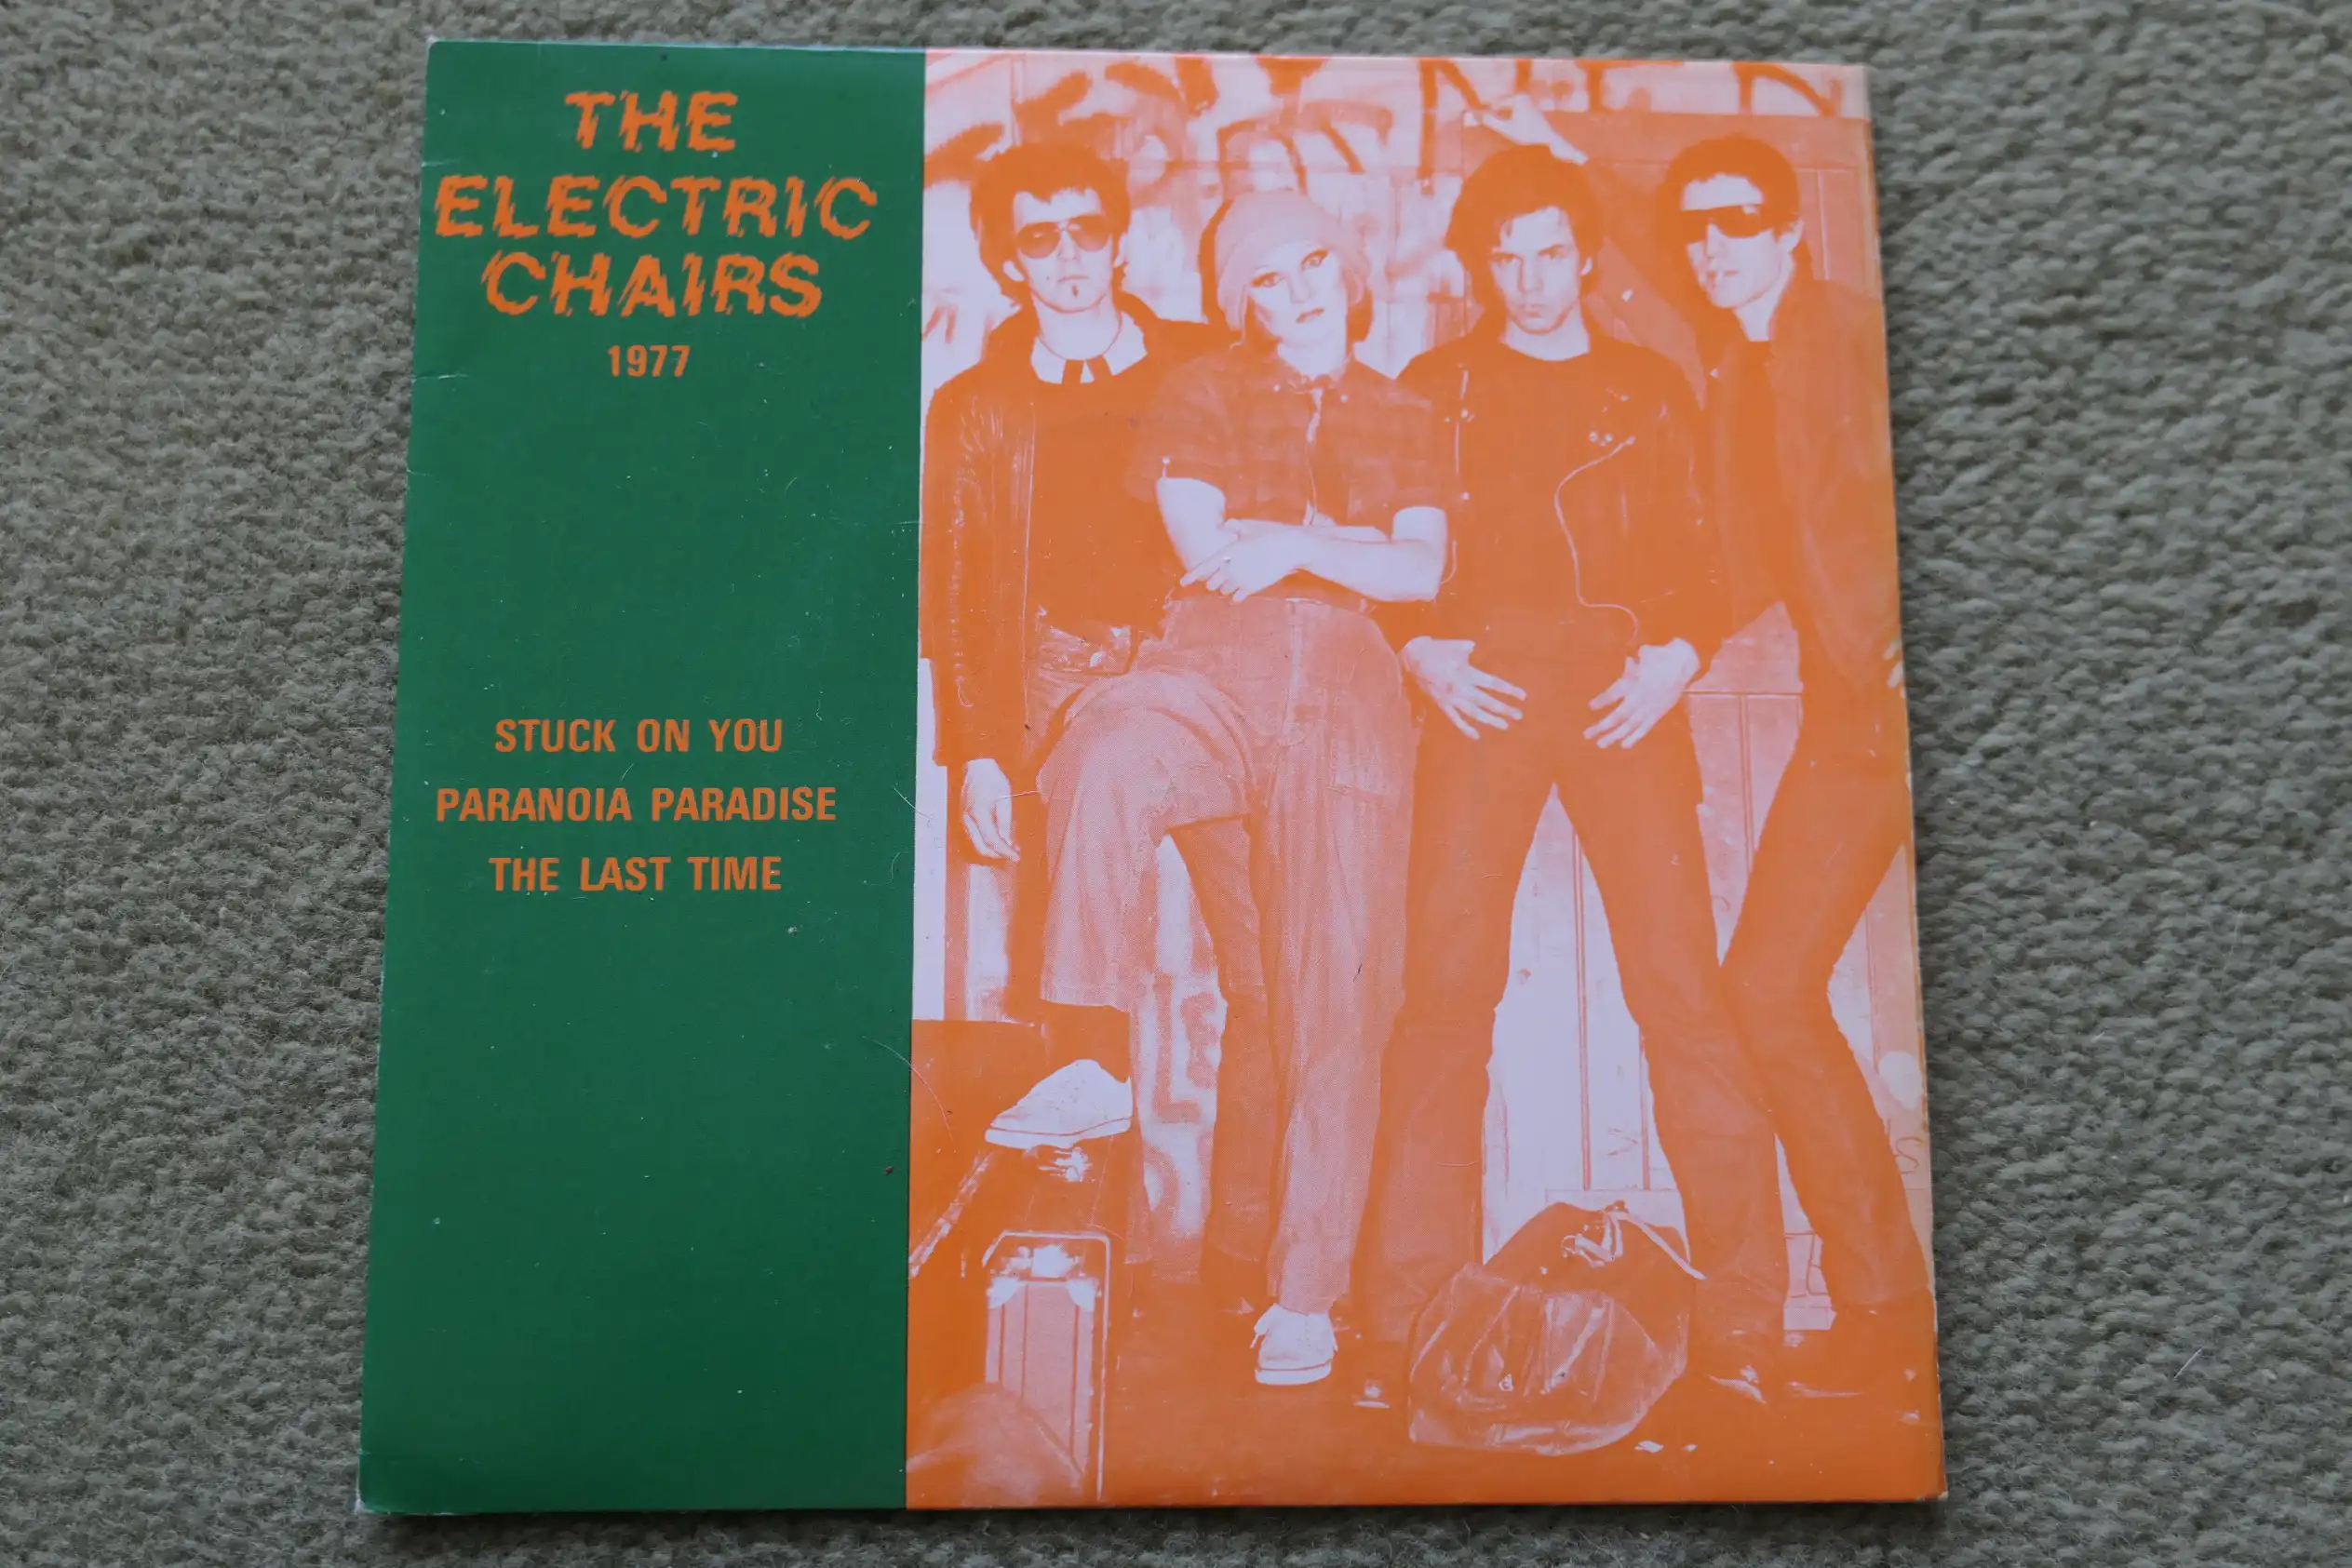 THE
ELECTRIC
CHAIRS
1977
STUCK ON YOU
PARANOIA PARADISE
THE LAST TIME